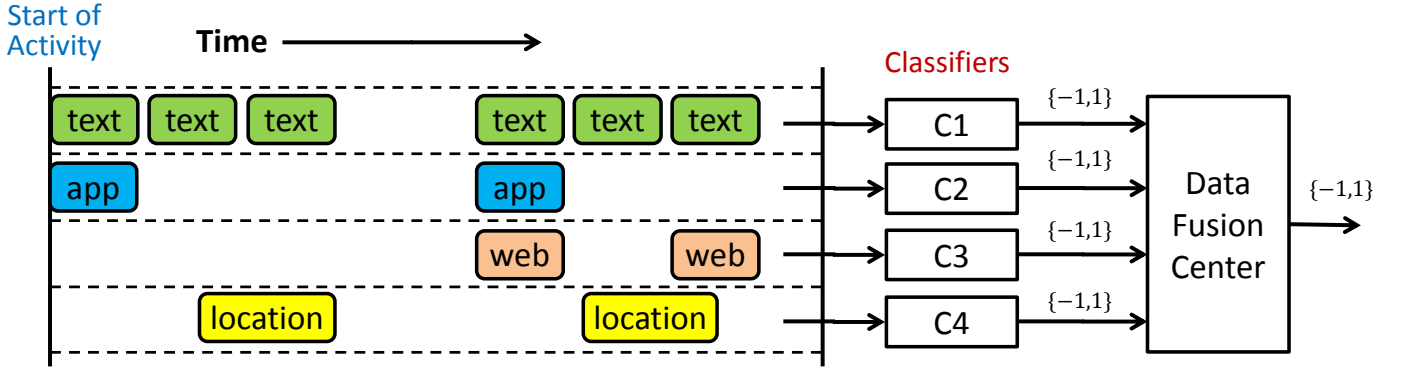 Start of
Activity
Time
Classifiers
text text text text text text
C1
{−1,1}
app app
C2
{−1,1}
web web
C3
{−1,1}
location location
C4
{−1,1}
Data
Fusion
Center
{−1,1}